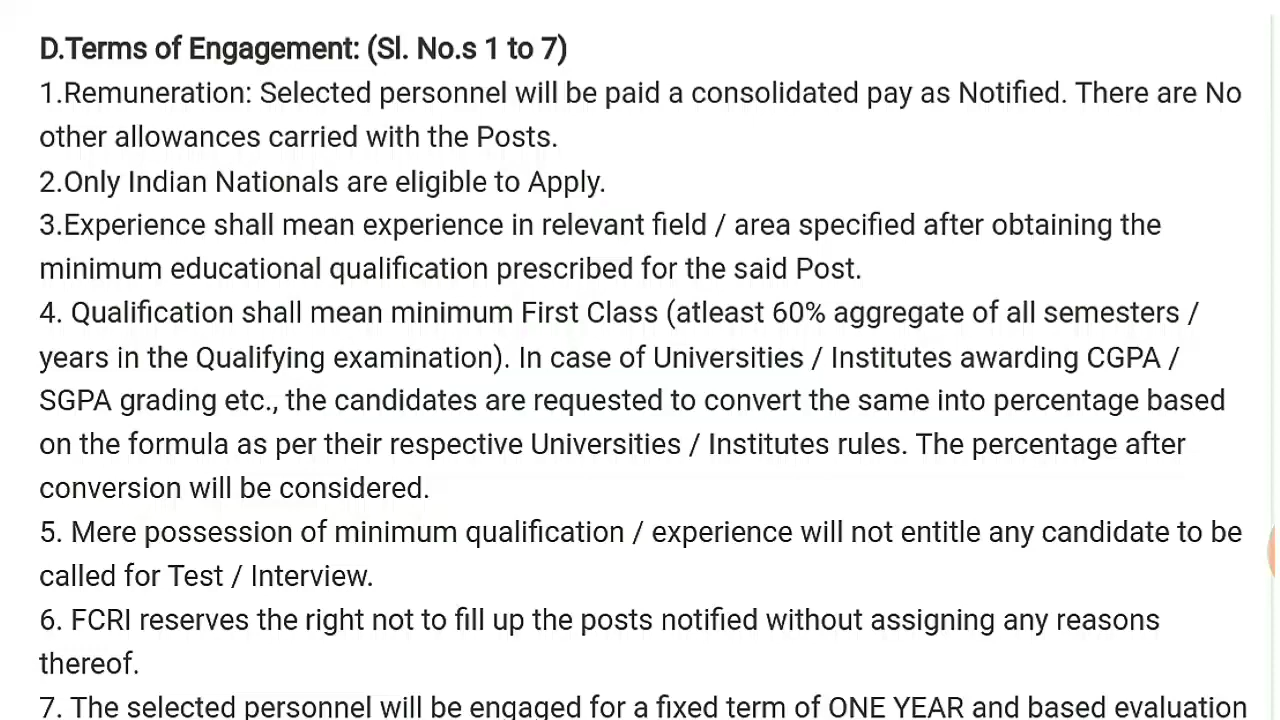 D.Terms of Engagement: (Sl. No.s 1 to 7)
1.Remuneration: Selected personnel will be paid a consolidated pay as Notified. There are No
other allowances carried with the Posts.
2.Only Indian Nationals are eligible to Apply.
3.Experience shall mean experience in relevant field / area specified after obtaining the
minimum educational qualification prescribed for the said Post.
4. Qualification shall mean minimum First Class (atleast 60% aggregate of all semesters /
years in the Qualifying examination). In case of Universities / Institutes awarding CGPA /
SGPA grading etc., the candidates are requested to convert the same into percentage based
on the formula as per their respective Universities / Institutes rules. The percentage after
conversion will be considered.
5. Mere possession of minimum qualification / experience will not entitle any candidate to be
called for Test / Interview.
6. FCRI reserves the right not to fill up the posts notified without assigning any reasons
thereof.
7. The selected personnel will be engaged for a fixed term of ONE YEAR and based evaluation